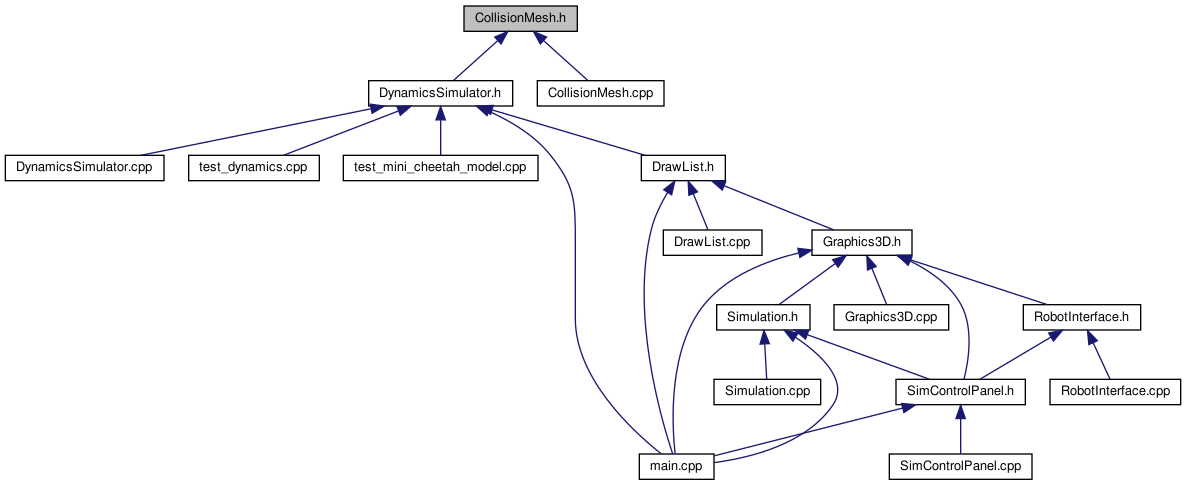 CollisionMesh.h
DynamicsSimulator.h
CollisionMesh.cpp
DynamicsSimulator.cpp
test_dynamics.cpp
test_mini_cheetah_model.cpp
DrawList.h
DrawList.cpp
Graphics3D.h
Simulation.h
Graphics3D.cpp
RobotInterface.h
Simulation.cpp
SimControlPanel.h
RobotInterface.cpp
main.cpp
SimControlPanel.cpp